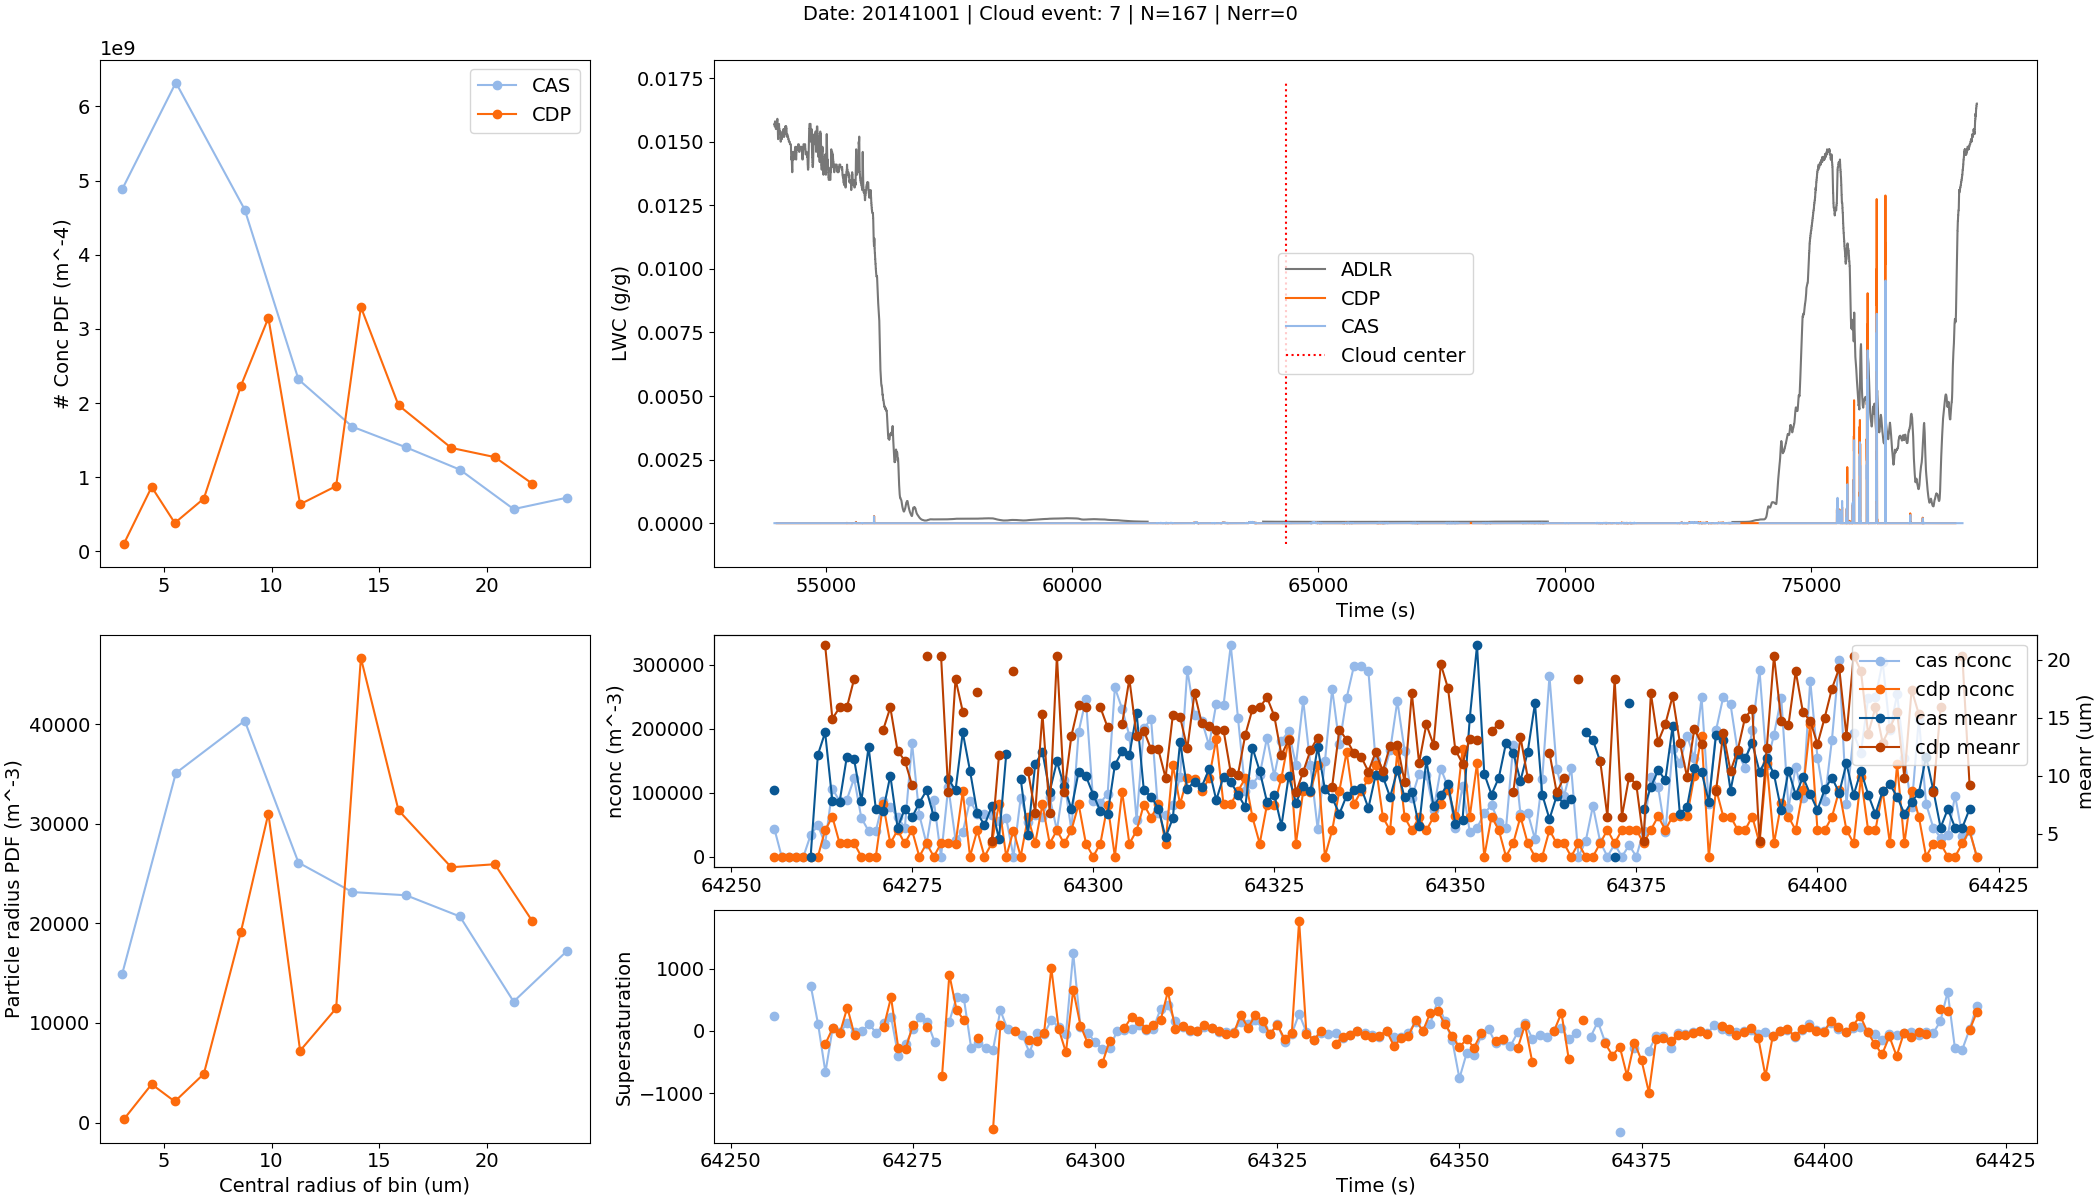 Date: 20141001 | Cloud event: 7 | N=167 | Nerr=0
1e9
# Conc PDF (m^-4)
6
5
4
3
2
1
0
5 10 15 20
CAS
CDP
LWC (g/g)
0.0175
0.0150
0.0125
0.0100
0.0075
0.0050
0.0025
0.0000
55000 60000 65000 70000 75000
Time (s)
ADLR
CDP
CAS
Cloud center
Particle radius PDF (m^-3)
40000
30000
20000
10000
0
5 10 15 20
Central radius of bin (um)
nconc (m^-3)
300000
200000
100000
0
64250 64275 64300 64325 64350 64375 64400 64425
cas nconc
cdp nconc
cas meanr
cdp meanr
20
15
10
5
meanr (um)
Supersaturation
1000
0
−1000
64250 64275 64300 64325 64350 64375 64400 64425
Time (s)